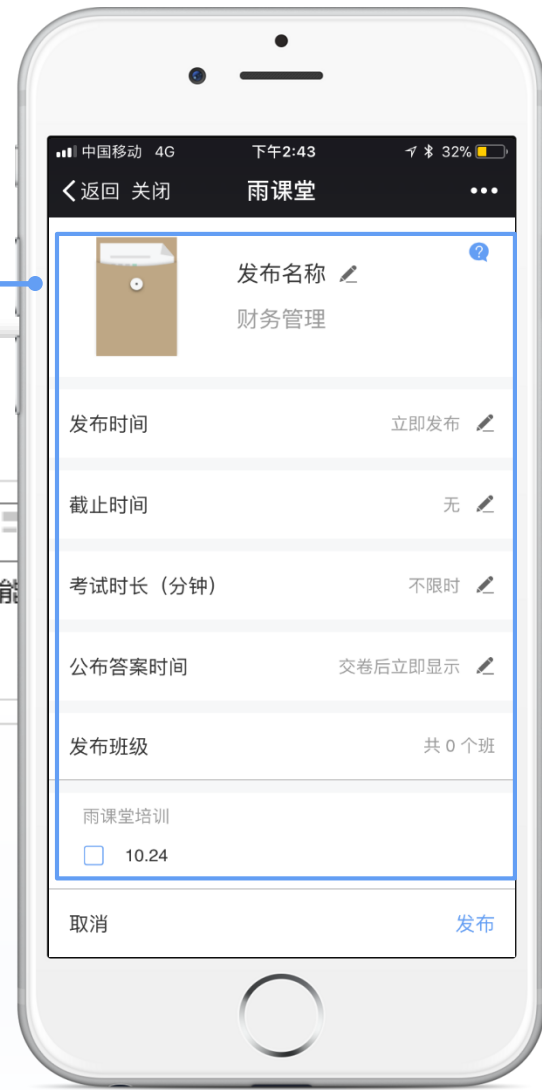 中国移动 4G 下午2:43 32%
返回 关闭 雨课堂
发布名称
财务管理
发布时间 立即发布
截止时间 无
能
考试时长（分钟） 不限时
公布答案时间 交卷后立即显示
发布班级 共 0 个班
雨课堂培训
10.24
取消 发布